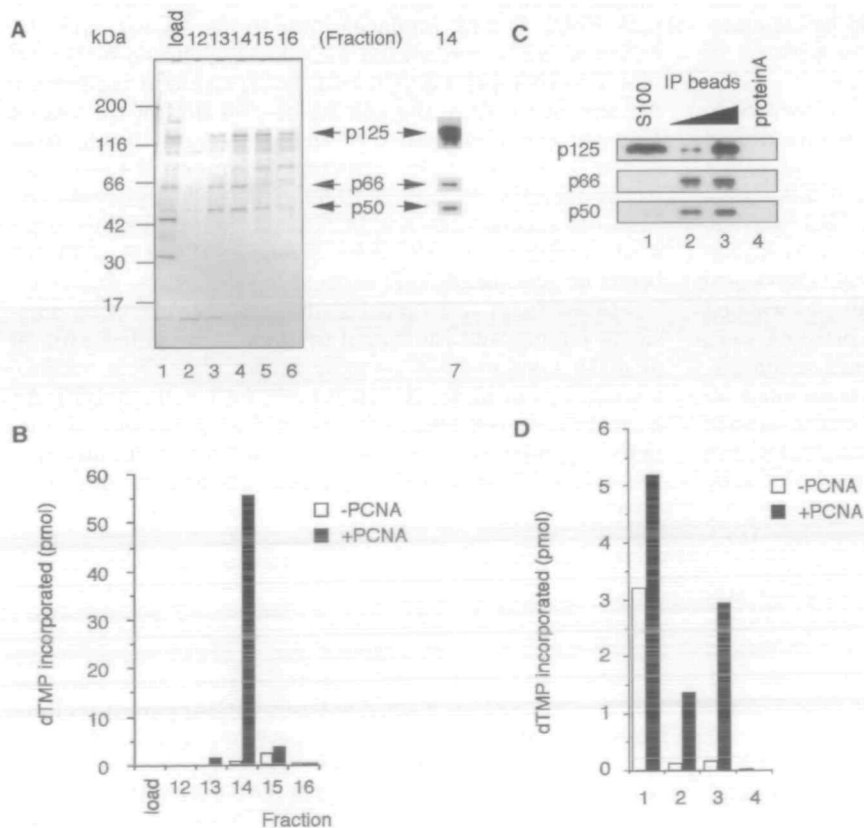 A
kDa
load
12 13 14 15 16
(Fraction)
14
200
116
66
42
30
17
p125
p66
p50
1 2 3 4 5 6
7
C
S100
IP beads
proteinA
p125
p66
p50
1 2 3 4
B
dTMP incorporated (pmol)
60
50
40
30
20
10
0
-PCNA
+PCNA
load 12 13 14 15 16
Fraction
D
dTMP incorporated (pmol)
6
5
4
3
2
1
0
-PCNA
+PCNA
1 2 3 4